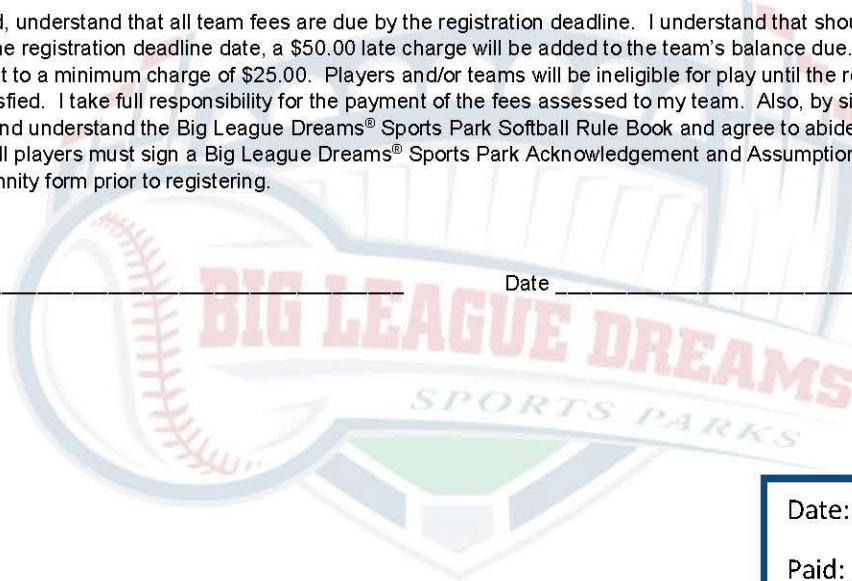 d, understand that all team fees are due by the registration deadline. I understand that shou
ne registration deadline date, a $50.00 late charge will be added to the team's balance due.
t to a minimum charge of $25.00. Players and/or teams will be ineligible for play until the r
sfied. I take full responsibility for the payment of the fees assessed to my team. Also, by si
nd understand the Big League Dreams® Sports Park Softball Rule Book and agree to abide
ll players must sign a Big League Dreams® Sports Park Acknowledgement and Assumption
nnity form prior to registering.
Date
BIG LEAGUE DREAMS
SPORTS PARKS
Date:
Paid: